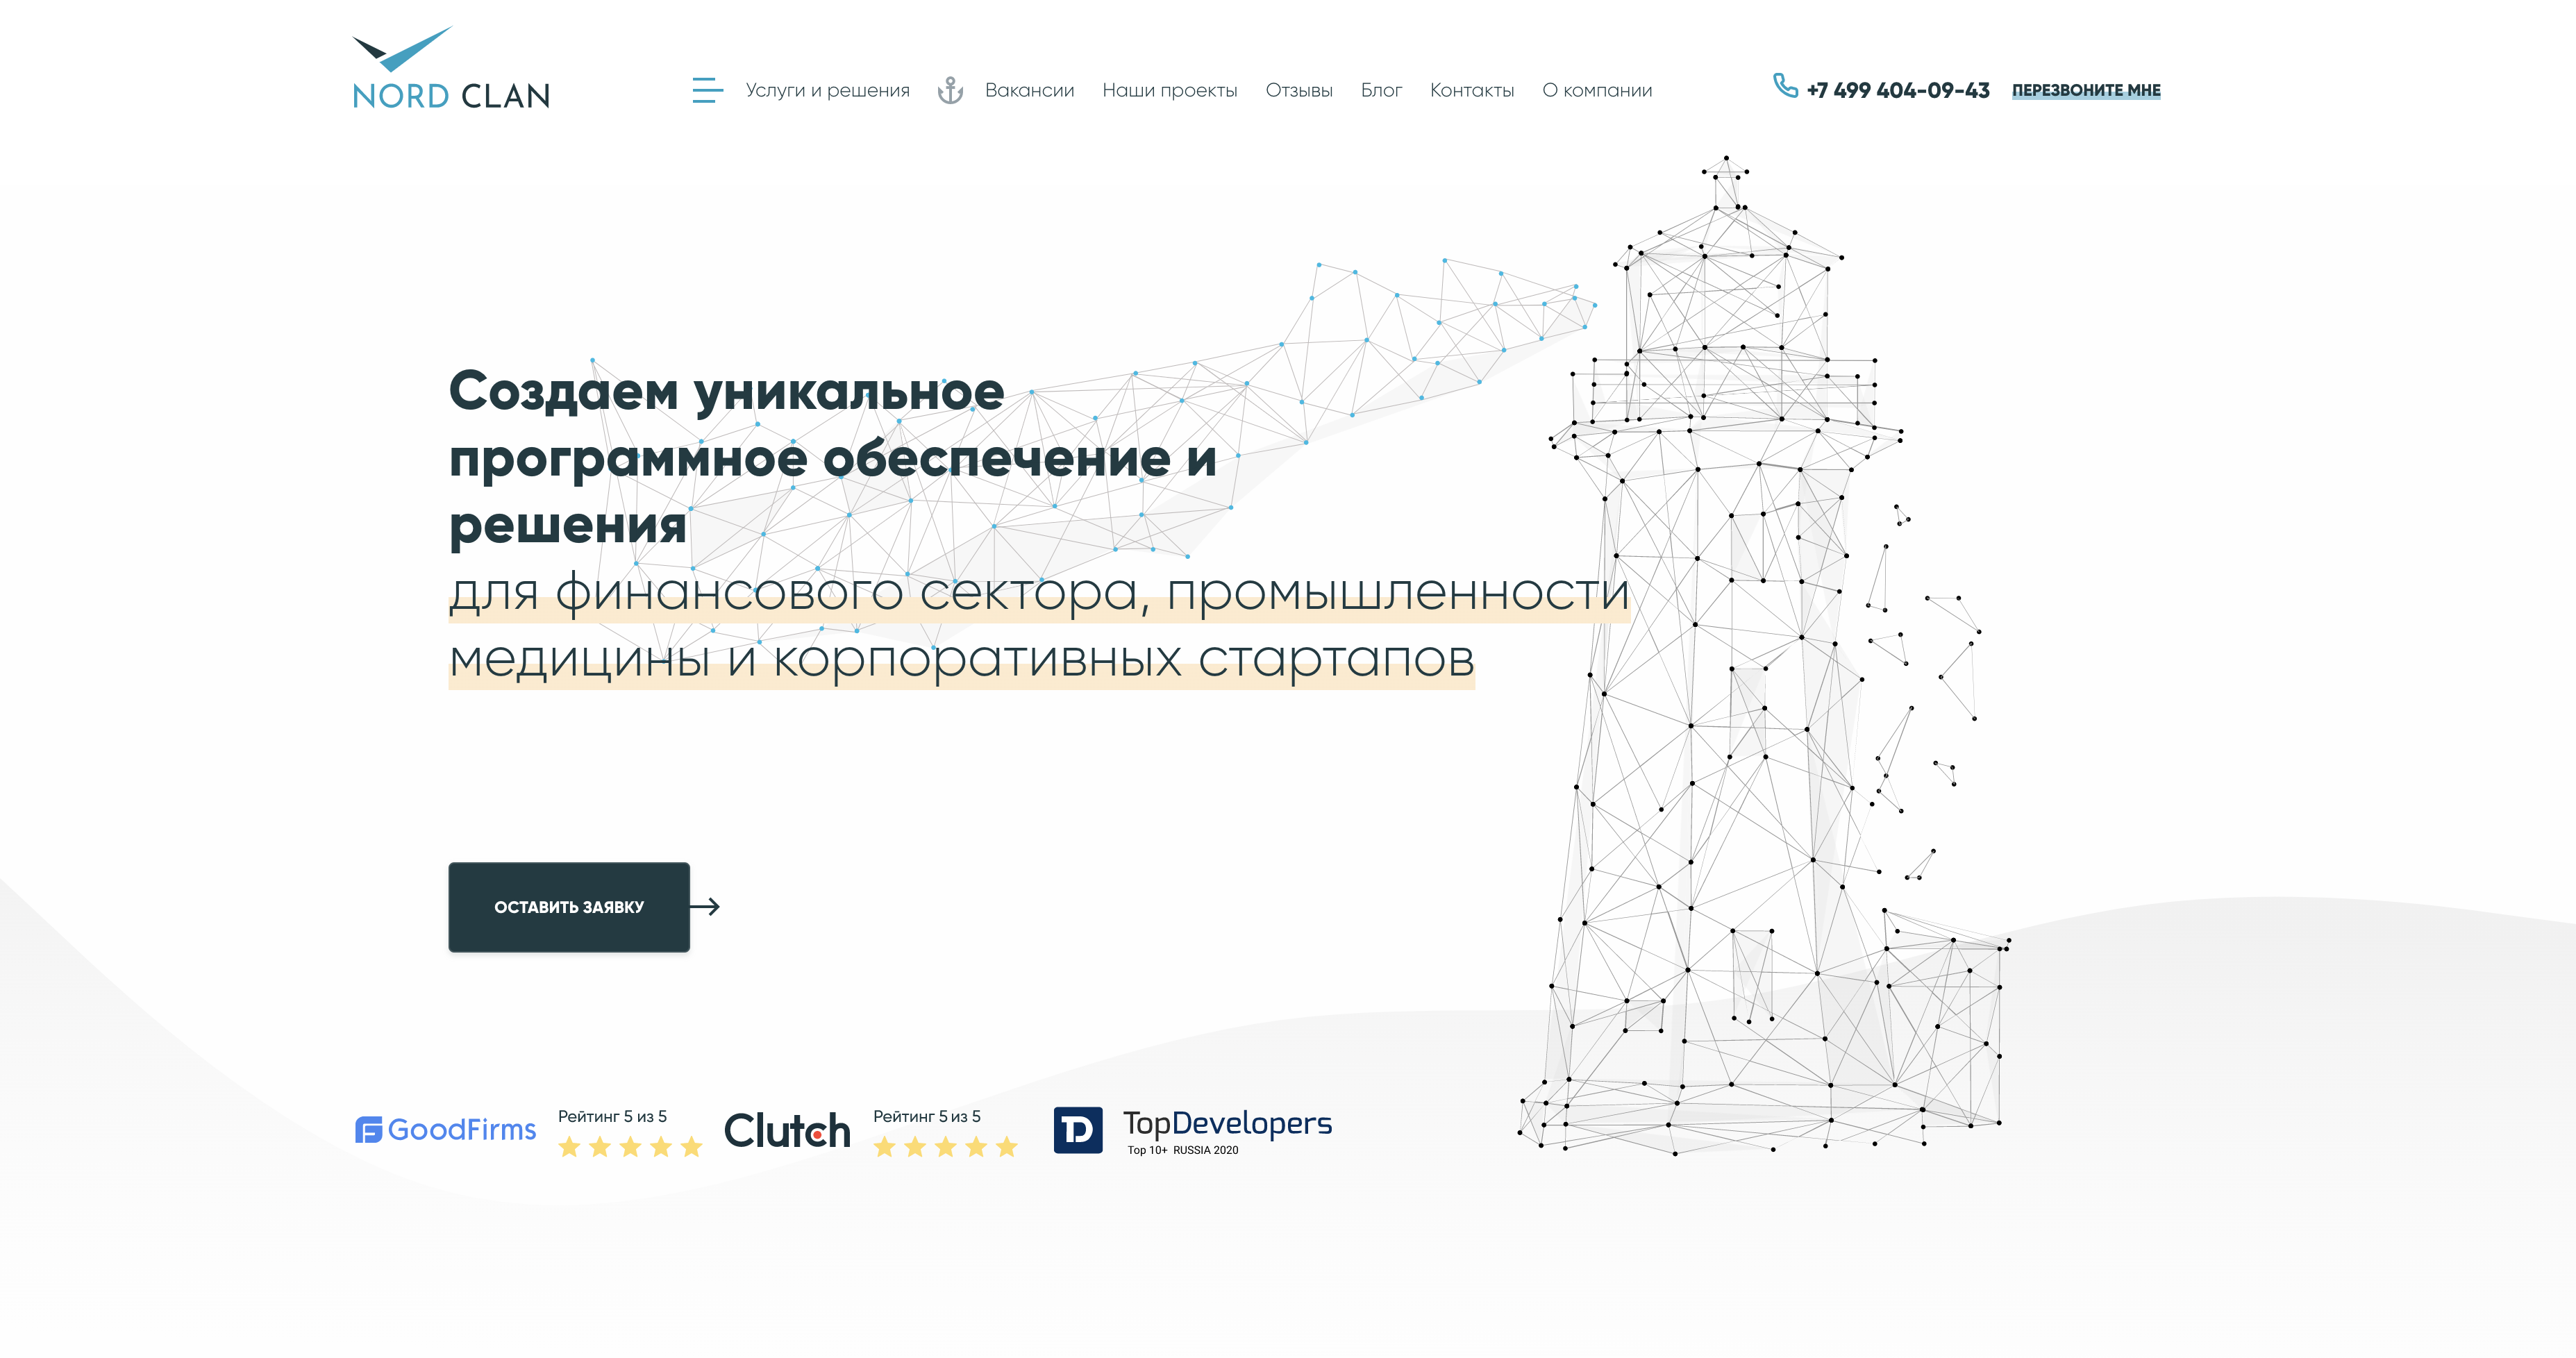 NORD CLAN
Услуги и решения
Вакансии
Наши проекты
Отзывы
Блог
Контакты
О компании
+7 499 404-09-43
ПЕРЕЗВОНИТЕ МНЕ
Создаем уникальное
программное обеспечение и
решения
для финансового сектора, промышленности
медицины и корпоративных стартапов
ОСТАВИТЬ ЗАЯВКУ
GoodFirms
Рейтинг 5 из 5
Clutch
Рейтинг 5 из 5
TopDevelopers
Top 10+ RUSSIA 2020